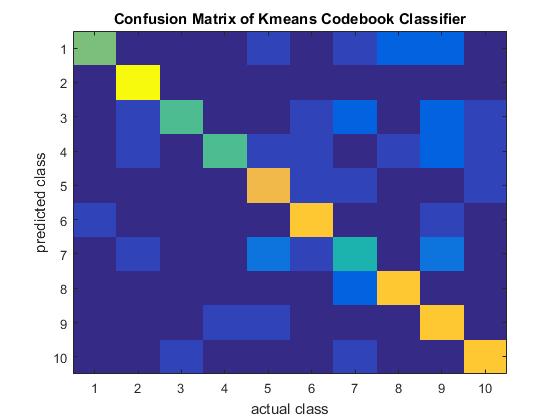 Confusion Matrix of Kmeans Codebook Classifier
predicted class
1
2
3
4
5
6
7
8
9
10
1 2 3 4 5 6 7 8 9 10
actual class